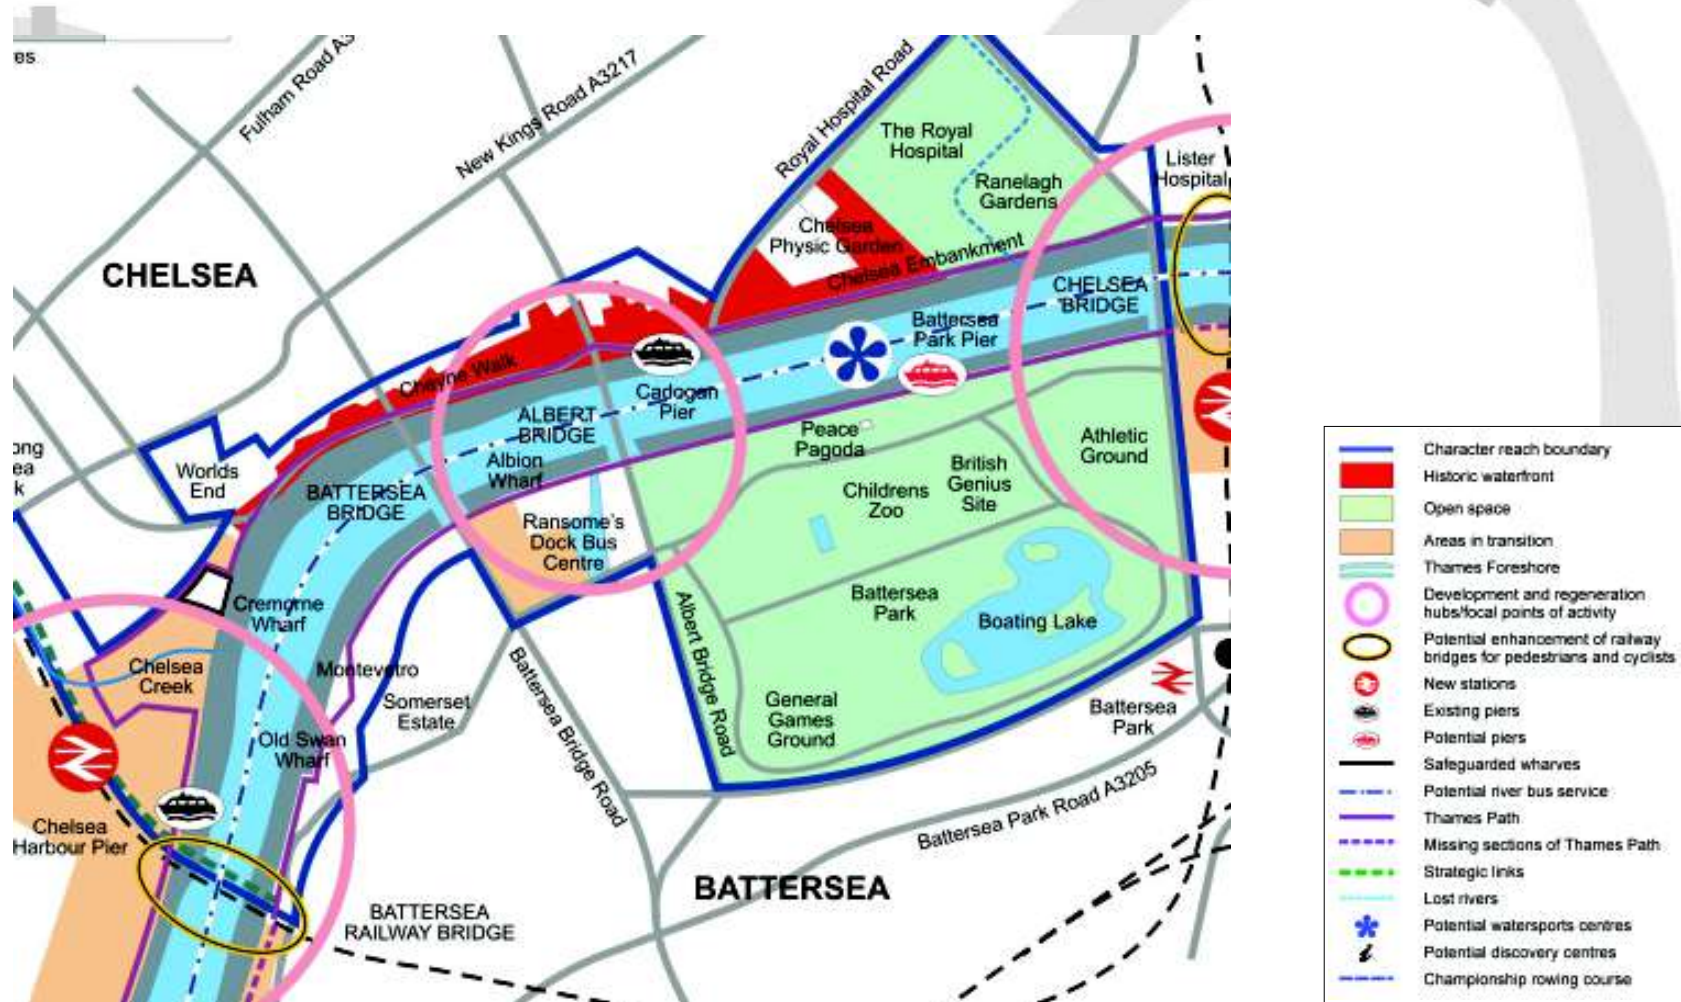 es
Fulham Road A3
New Kings Road A3217
Royal Hospital Road
The Royal
Hospital
Ranelagh
Gardens
Lister
Hospital
Chelsea
Physic Garden
Chelsea Embankment
CHELSEA
CHELSEA
BRIDGE
Battersea
Park Pier
Cheyne Walk
Cadogan
Pier
ALBERT
BRIDGE
Albion
Wharf
Peace
Pagoda
Athletic
Ground
British
Genius
Site
Childrens
Zoo
ong
ea
k
Worlds
End
BATTERSEA
BRIDGE
Ransome's
Dock Bus
Centre
Cremorne
Wharf
Battersea
Park
Boating Lake
Chelsea
Creek
Montevetro
Somerset
Estate
Albert Bridge Road
Battersea Bridge Road
General
Games
Ground
Battersea
Park
Old Swan
Wharf
Chelsea
Harbour Pier
Battersea Park Road A3205
BATTERSEA
BATTERSEA
RAILWAY BRIDGE
Character reach boundary
Historic waterfront
Open space
Areas in transition
Thames Foreshore
Development and regeneration
hubs/focal points of activity
Potential enhancement of railway
bridges for pedestrians and cyclists
New stations
Existing piers
Potential piers
Safeguarded wharves
Potential river bus service
Thames Path
Missing sections of Thames Path
Strategic links
Lost rivers
Potential watersports centres
Potential discovery centres
Championship rowing course